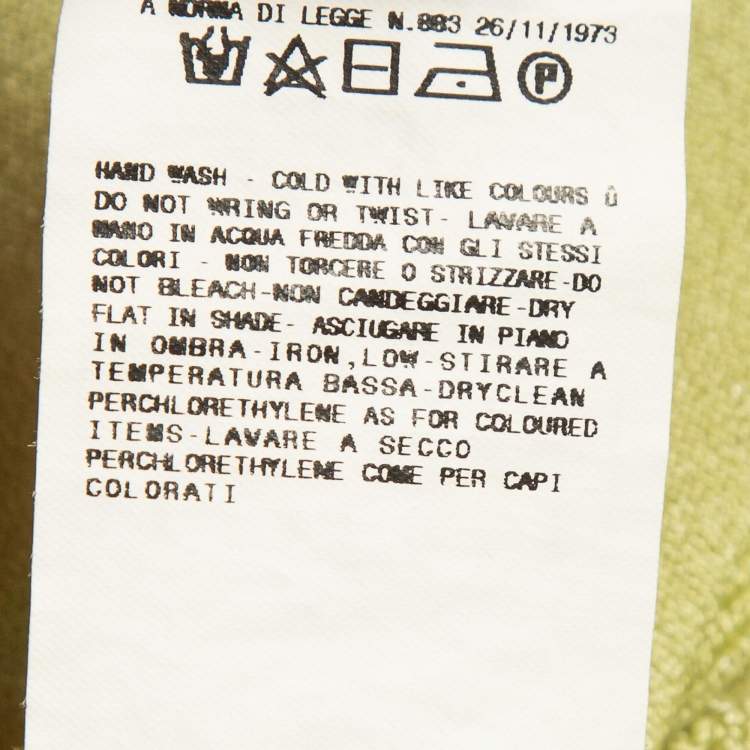 A NORMA DI LEGGE N.883 26/11/1973
P
HAND WASH - COLD WITH LIKE COLOURS Ù
DO NOT WRING OR TWIST- LAVARE A
MANO IN ACQUA FREDDA CON GLI STESSI
COLORI - NON TORCERE O STRIZZARE-DO
NOT BLEACH-NON CANDEGGIARE-DRY
FLAT IN SHADE- ASCIUGARE IN PIANO
IN OMBRA-IRON,LOW-STIRARE A
TEMPERATURA BASSA-DRYCLEAN
PERCHLORETHYLENE AS FOR COLOURED
ITEMS-LAVARE A SECCO
PERCHLORETHYLENE COME PER CAPI
COLORATI